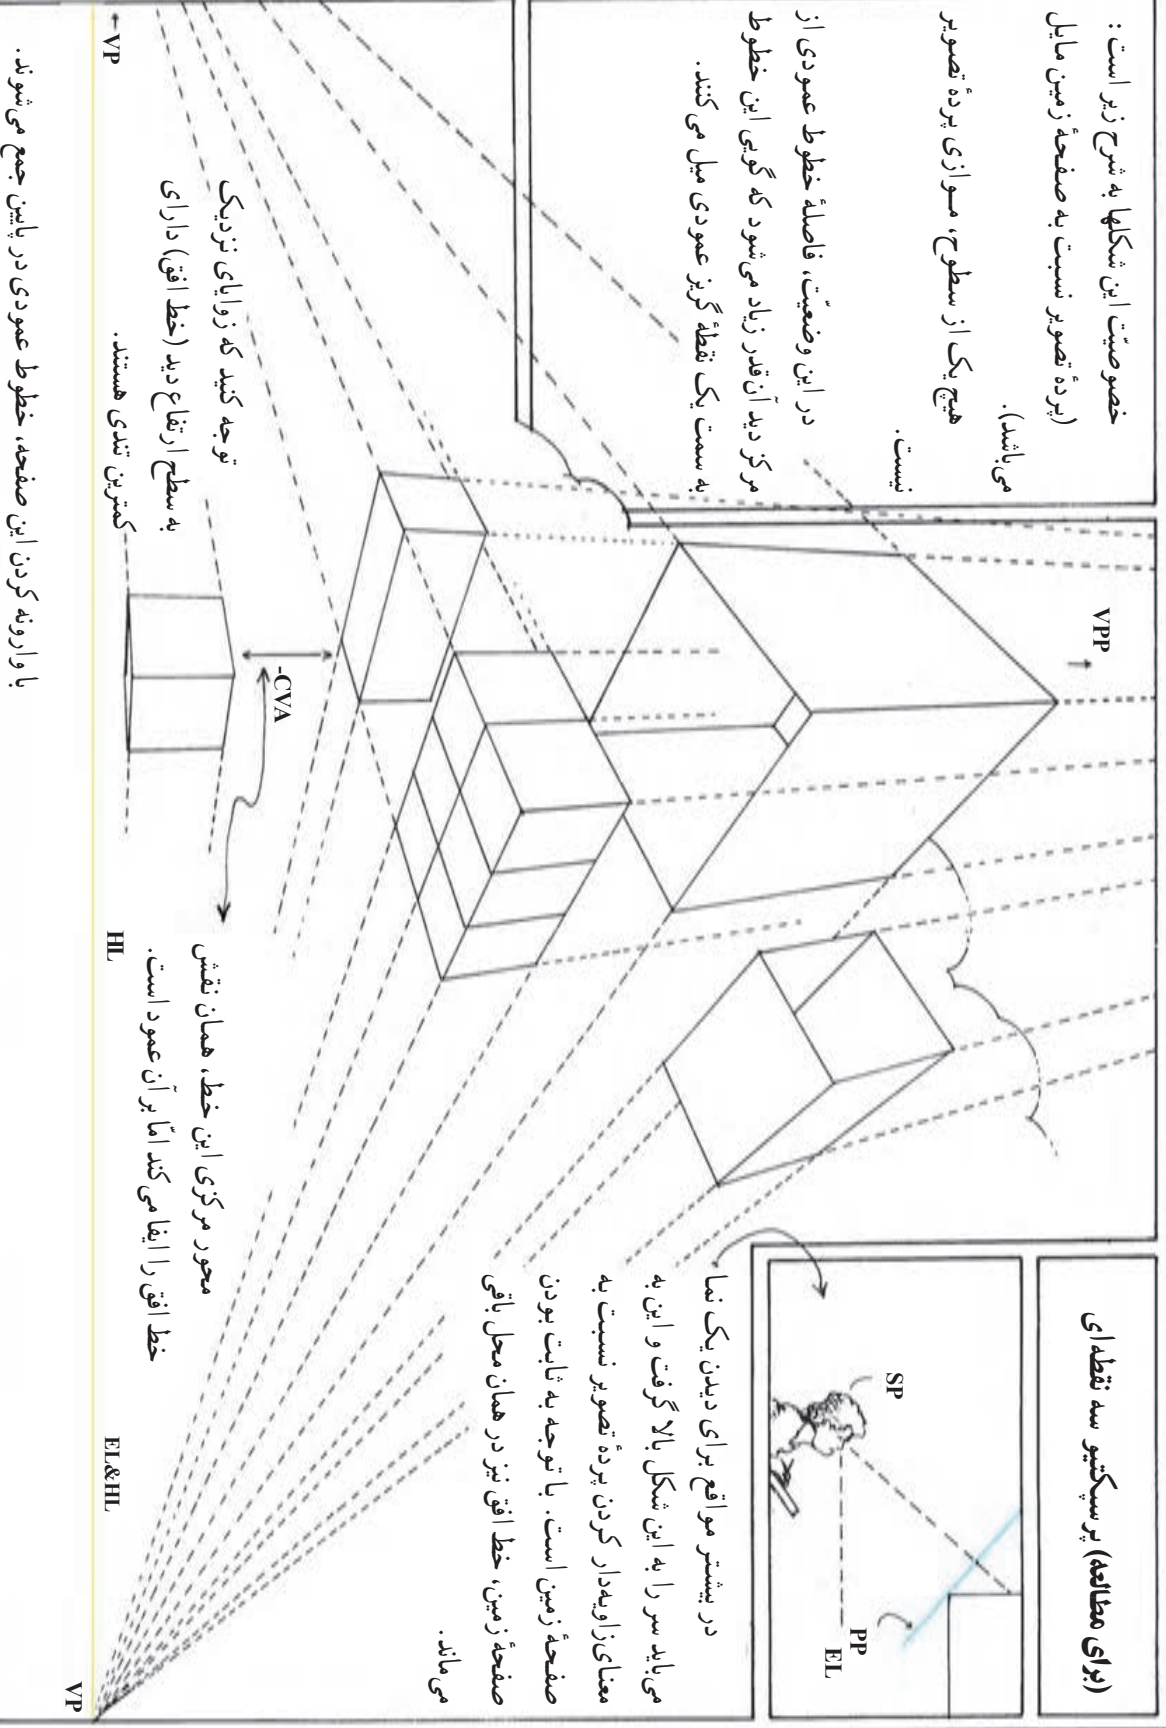 (برای مطالعه) پرسپکتیو سه نقطه‌ای
SP
PP
EL
خصوصیّت این شکلها به شرح زیر است:
(پردهٔ تصویر نسبت به صفحهٔ زمین مایل
می‌باشد).
هیچ یک از سطوح، موازی پردهٔ تصویر
نیست.
در این وضعیّت، فاصلهٔ خطوط عمودی از
مرکز دید آن‌قدر زیاد می‌شود که گویی این خطوط
به سمت یک نقطهٔ گریز عمودی میل می‌کنند.
VPP
در بیشتر مواقع برای دیدن یک نما
می‌باید سر را به این شکل بالا گرفت و این به
معنای زاویه‌دار کردن پردهٔ تصویر نسبت به
صفحهٔ زمین است. با توجه به ثابت بودن
صفحهٔ زمین، خط افق نیز در همان محل باقی
می‌ماند.
توجه کنید که زوایای نزدیک
به سطح ارتفاع دید (خط افق) دارای
کمترین تندی هستند.
-CVA
محور مرکزی این خط، همان نقش
خط افق را ایفا می‌کند امّا بر آن عمود است.
←VP
HL
EL&HL
VP
با وارونه کردن این صفحه، خطوط عمودی در پایین جمع می‌شوند.